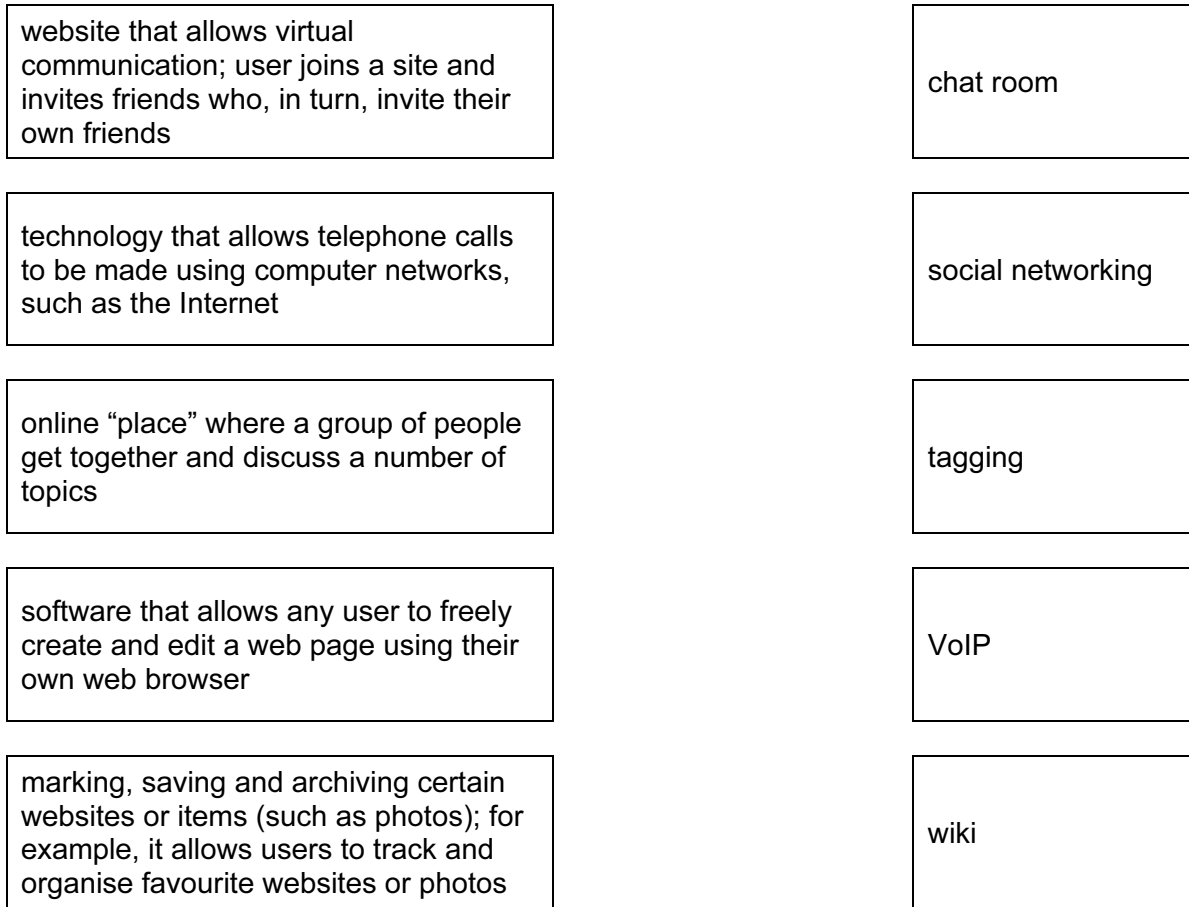 website that allows virtual
communication; user joins a site and
invites friends who, in turn, invite their
own friends
chat room
technology that allows telephone calls
to be made using computer networks,
such as the Internet
social networking
online “place” where a group of people
get together and discuss a number of
topics
tagging
software that allows any user to freely
create and edit a web page using their
own web browser
VoIP
marking, saving and archiving certain
websites or items (such as photos); for
example, it allows users to track and
organise favourite websites or photos
wiki